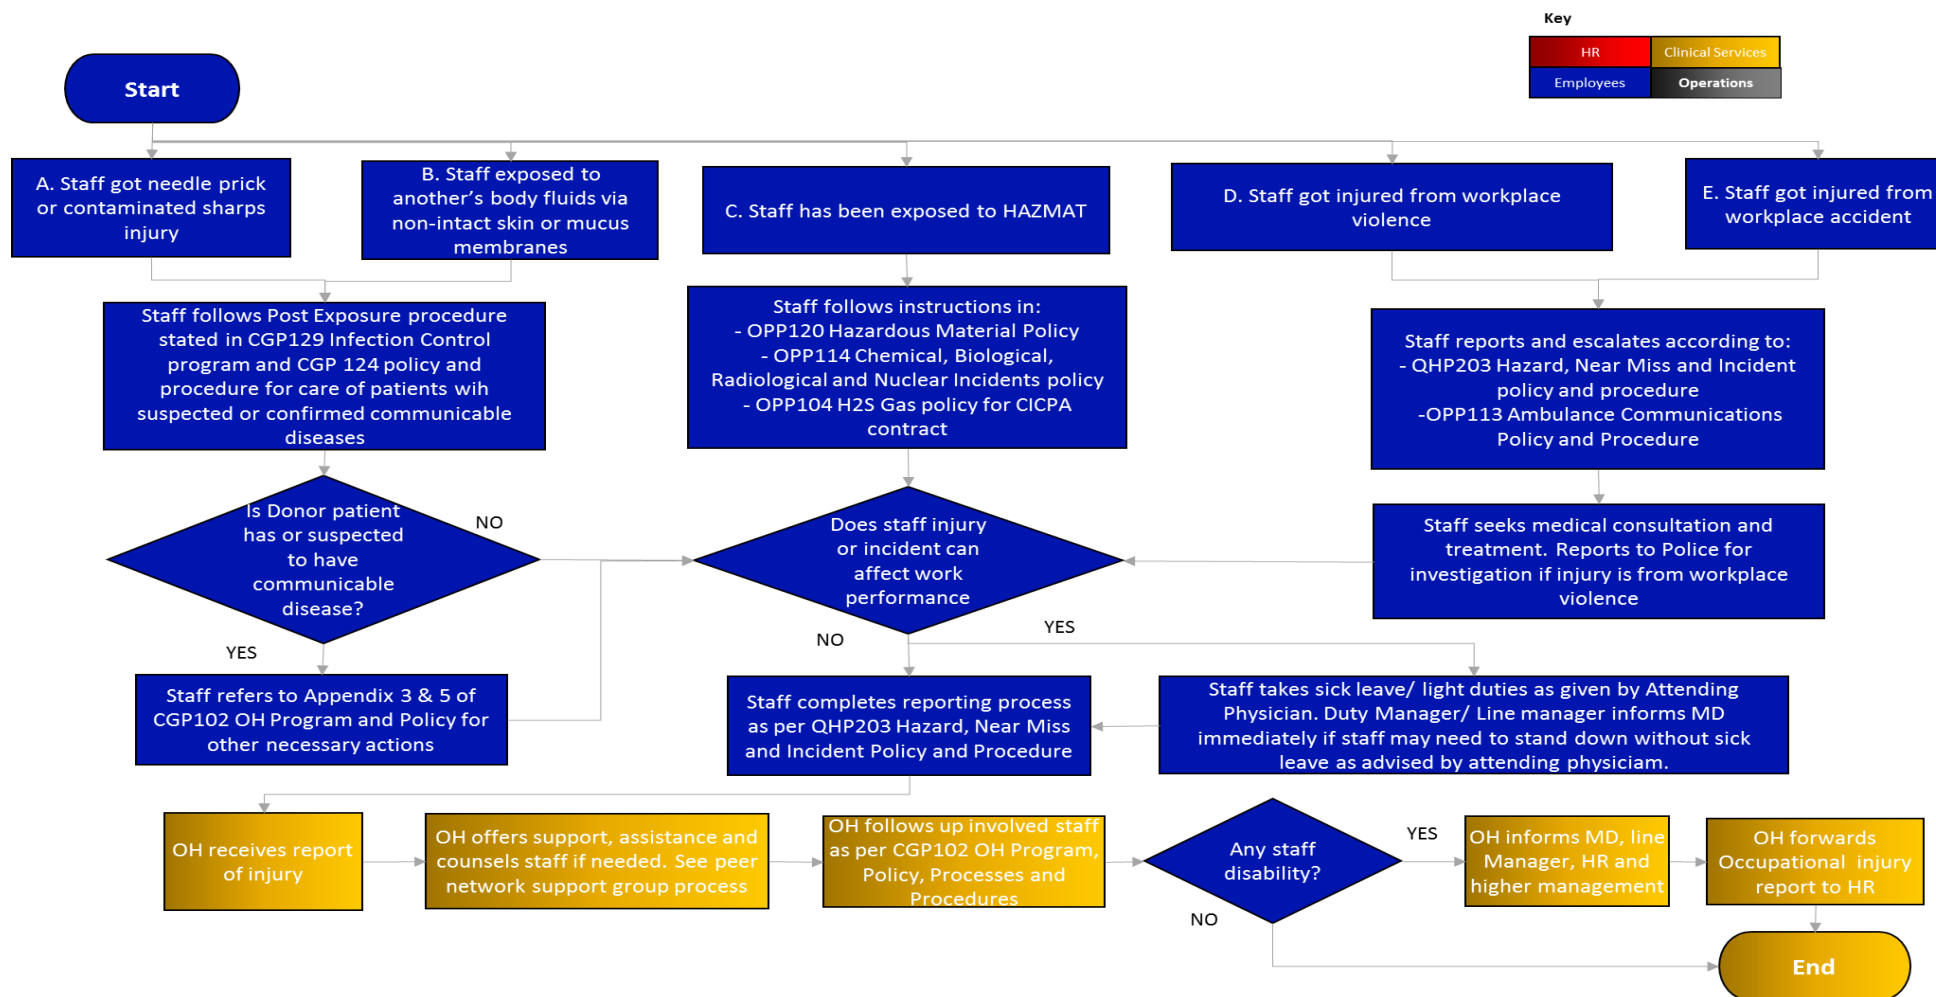 Key
HR
Clinical Services
Employees
Operations
Start
A. Staff got needle prick
or contaminated sharps
injury
B. Staff exposed to
another’s body fluids via
non-intact skin or mucus
membranes
C. Staff has been exposed to HAZMAT
D. Staff got injured from workplace
violence
E. Staff got injured from
workplace accident
Staff follows Post Exposure procedure
stated in CGP129 Infection Control
program and CGP 124 policy and
procedure for care of patients wih
suspected or confirmed communicable
diseases
Staff follows instructions in:
- OPP120 Hazardous Material Policy
- OPP114 Chemical, Biological,
Radiological and Nuclear Incidents policy
- OPP104 H2S Gas policy for CICPA
contract
Staff reports and escalates according to:
- QHP203 Hazard, Near Miss and Incident
policy and procedure
-OPP113 Ambulance Communications
Policy and Procedure
Is Donor patient
has or suspected
to have
communicable
disease?
NO
YES
Does staff injury
or incident can
affect work
performance
NO
YES
Staff seeks medical consultation and
treatment. Reports to Police for
investigation if injury is from workplace
violence
Staff refers to Appendix 3 & 5 of
CGP102 OH Program and Policy for
other necessary actions
Staff completes reporting process
as per QHP203 Hazard, Near Miss
and Incident Policy and Procedure
Staff takes sick leave/ light duties as given by Attending
Physician. Duty Manager/ Line manager informs MD
immediately if staff may need to stand down without sick
leave as advised by attending physiciam.
OH receives report
of injury
OH offers support, assistance and
counsels staff if needed. See peer
network support group process
OH follows up involved staff
as per CGP102 OH Program,
Policy, Processes and
Procedures
Any staff
disability?
YES
NO
OH informs MD, line
Manager, HR and
higher management
OH forwards
Occupational injury
report to HR
End